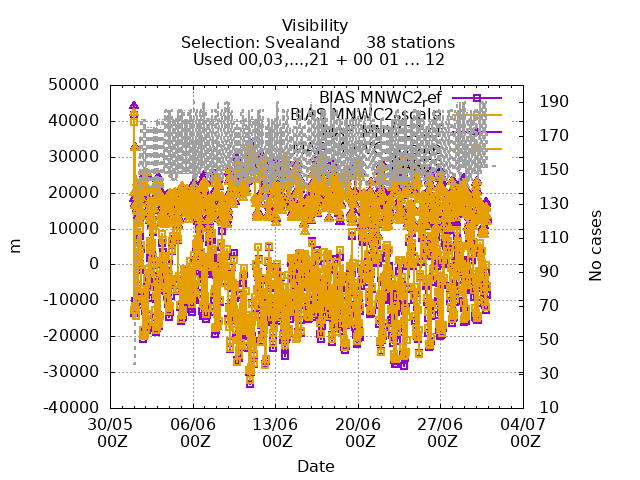 Visibility
Selection: Svealand 38 stations
Used 00,03,...,21 + 00 01 ... 12
BIAS MNWC2_ref
BIAS MNWC2_scale
50000
40000
30000
20000
10000
0
-10000
-20000
-30000
-40000
190
170
150
130
110
90
70
50
30
10
m
No cases
30/05 06/06 13/06 20/06 27/06 04/07
00Z 00Z 00Z 00Z 00Z 00Z
Date